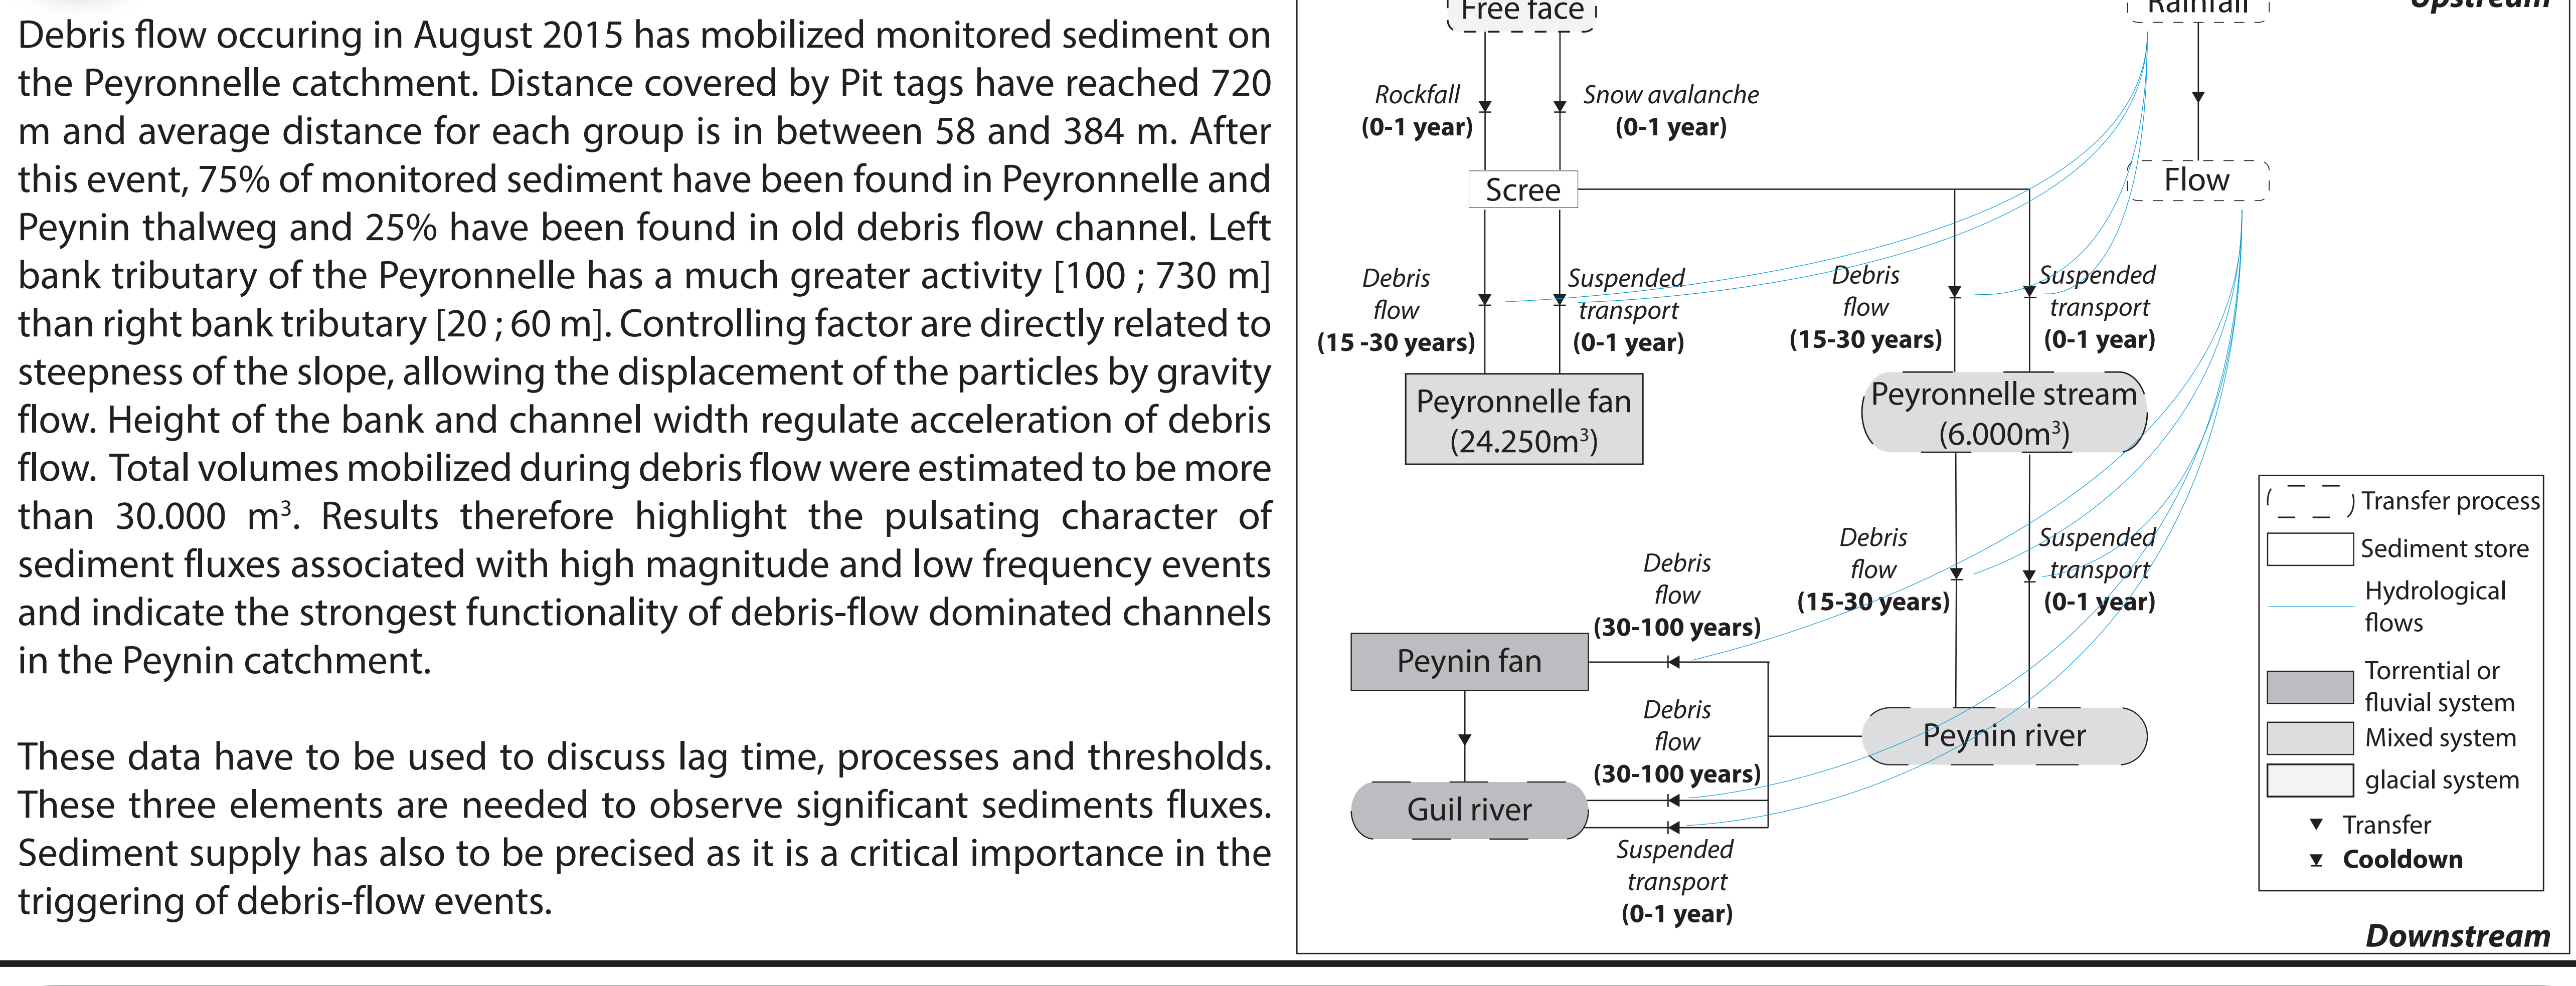 Debris flow occuring in August 2015 has mobilized monitored sediment on
the Peyronnelle catchment. Distance covered by Pit tags have reached 720
m and average distance for each group is in between 58 and 384 m. After
this event, 75% of monitored sediment have been found in Peyronnelle and
Peynin thalweg and 25% have been found in old debris flow channel. Left
bank tributary of the Peyronnelle has a much greater activity [100 ; 730 m]
than right bank tributary [20 ; 60 m]. Controlling factor are directly related to
steepness of the slope, allowing the displacement of the particles by gravity
flow. Height of the bank and channel width regulate acceleration of debris
flow. Total volumes mobilized during debris flow were estimated to be more
than 30.000 m³. Results therefore highlight the pulsating character of
sediment fluxes associated with high magnitude and low frequency events
and indicate the strongest functionality of debris-flow dominated channels
in the Peynin catchment.
These data have to be used to discuss lag time, processes and thresholds.
These three elements are needed to observe significant sediments fluxes.
Sediment supply has also to be precised as it is a critical importance in the
triggering of debris-flow events.
Free face
Rainfall
Upstream
Rockfall
(0-1 year)
Snow avalanche
(0-1 year)
Scree
Flow
Debris
flow
(15 -30 years)
Suspended
transport
(0-1 year)
Debris
flow
(15-30 years)
Suspended
transport
(0-1 year)
Peyronnelle fan
(24.250m³)
Peyronnelle stream
(6.000m³)
Debris
flow
(15-30 years)
Suspended
transport
(0-1 year)
Debris
flow
(30-100 years)
Peynin fan
Debris
flow
(30-100 years)
Peynin river
Guil river
Suspended
transport
(0-1 year)
Transfer process
Sediment store
Hydrological
flows
Torrential or
fluvial system
Mixed system
glacial system
Transfer
Cooldown
Downstream